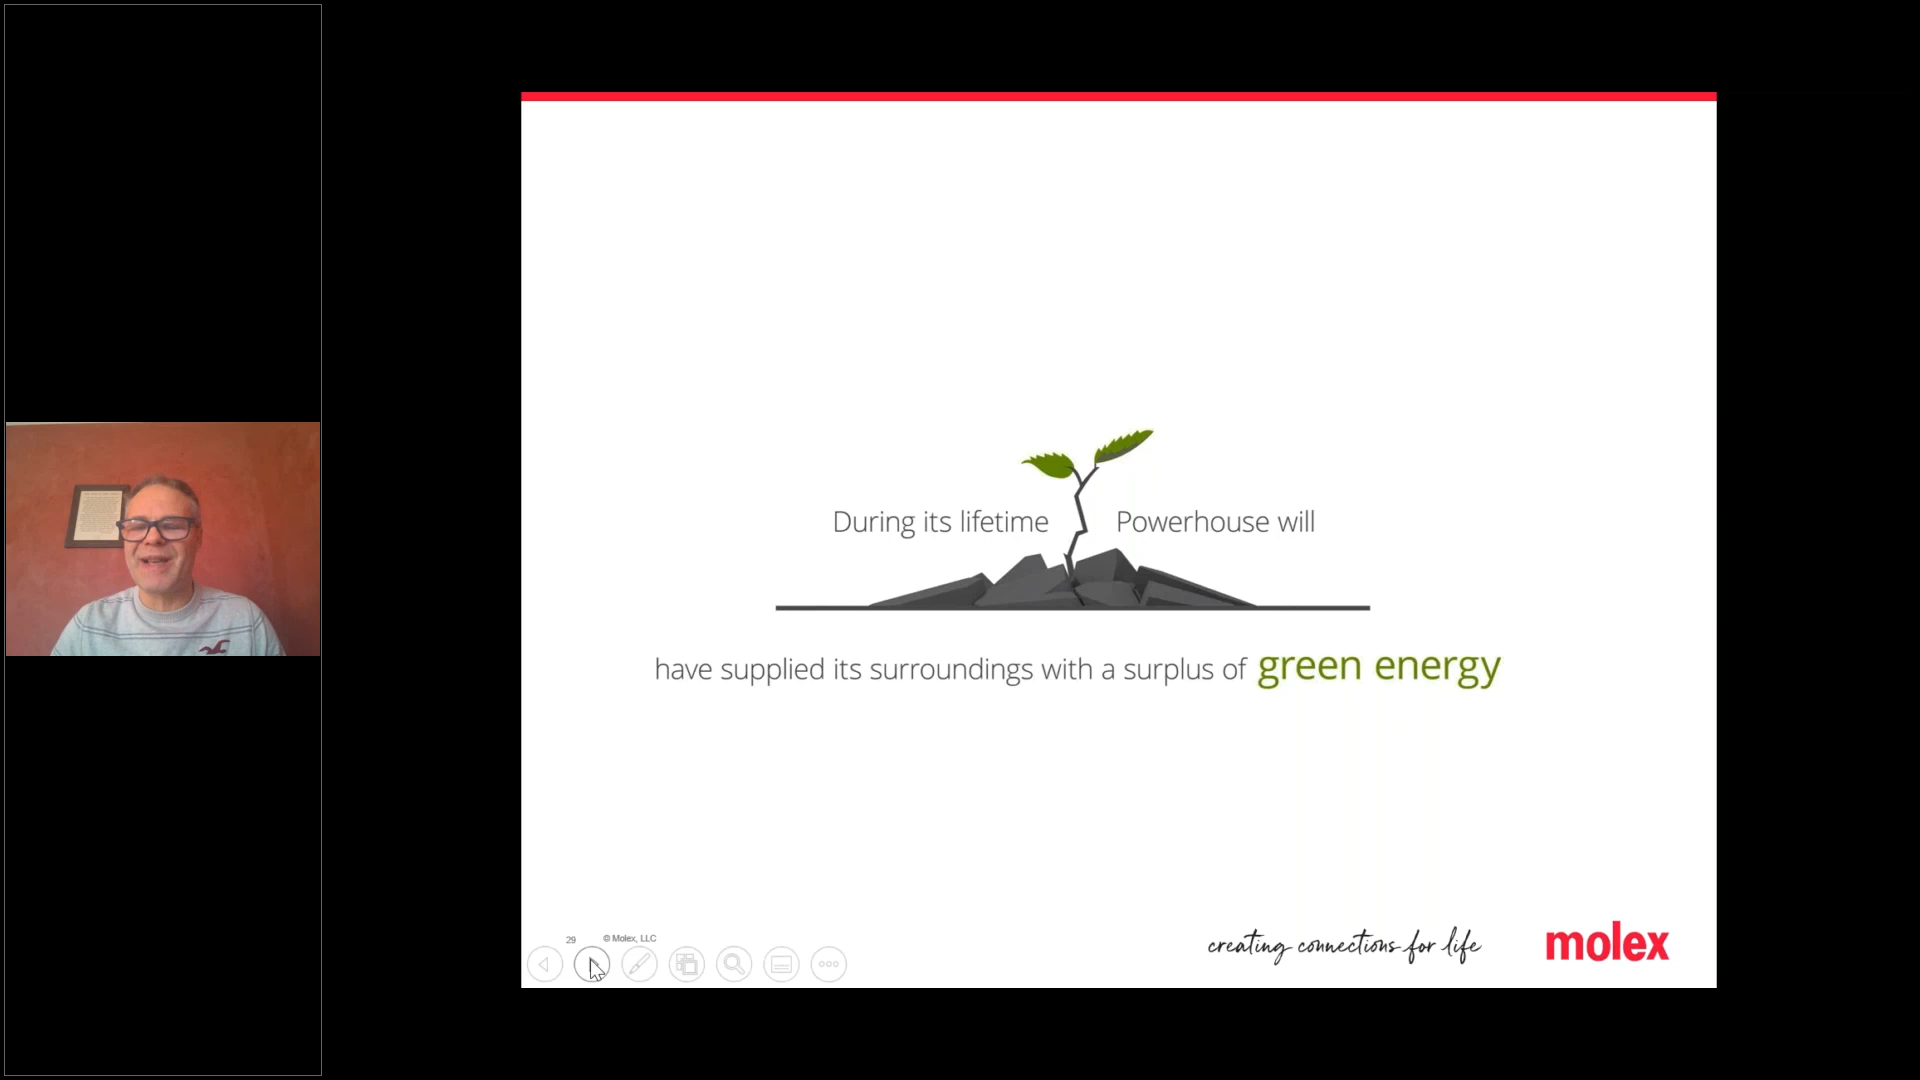 During its lifetime Powerhouse will
have supplied its surroundings with a surplus of green energy
29 © Molex, LLC
creating connections for life
molex